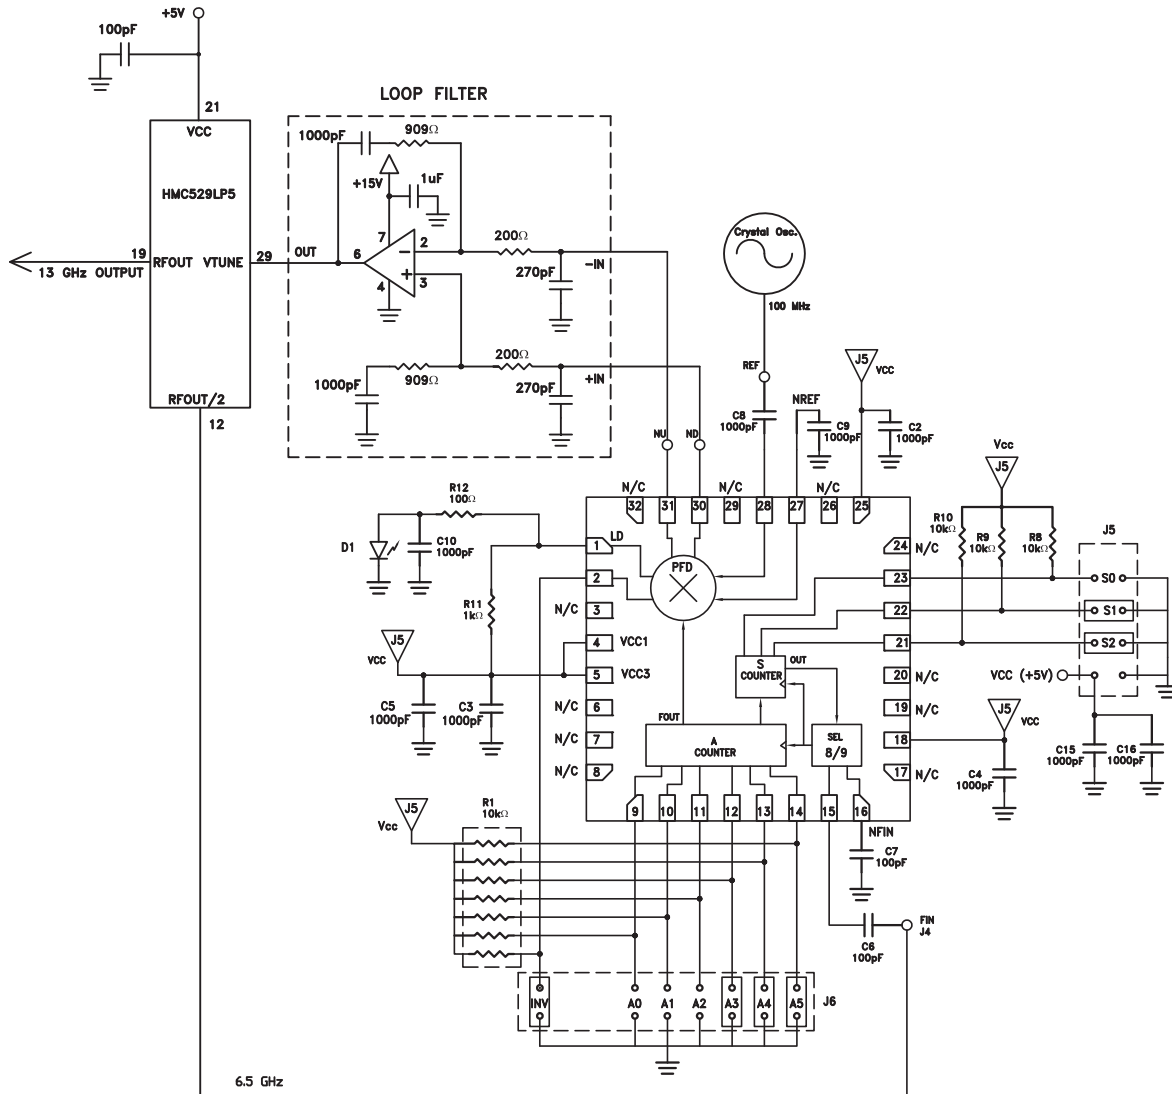 +5V
100pF
21
VCC
HMC529LP5
19
RFOUT VTUNE
29
13 GHz OUTPUT
RFOUT/2
12
LOOP FILTER
1000pF
909Ω
+15V
1uF
OUT
6
7
2
−
+
4
3
200Ω
270pF
-IN
1000pF
909Ω
200Ω
270pF
+IN
Crystal Osc.
100 MHz
REF
C8
1000pF
NREF
C9
1000pF
J5
VCC
C2
1000pF
NU
ND
N/C
N/C
N/C
32
31
30
29
28
27
26
25
R12
100Ω
D1
C10
1000pF
R11
1kΩ
LD
1
2
N/C
3
4
VCC1
5
VCC3
N/C
6
N/C
7
N/C
8
J5
VCC
C5
1000pF
C3
1000pF
PFD
S
COUNTER
OUT
FOUT
A
COUNTER
SEL
8/9
24
N/C
23
22
21
20
N/C
19
N/C
18
17
N/C
Vcc
J5
R10
10kΩ
R9
10kΩ
R8
10kΩ
J5
S0
S1
S2
VCC (+5V)
J5
VCC
C4
1000pF
C15
1000pF
C16
1000pF
9
10
11
12
13
14
15
16
NFIN
C7
100pF
J5
Vcc
R1
10kΩ
C6
100pF
FIN
J4
INV
A0
A1
A2
A3
A4
A5
J6
6.5 GHz